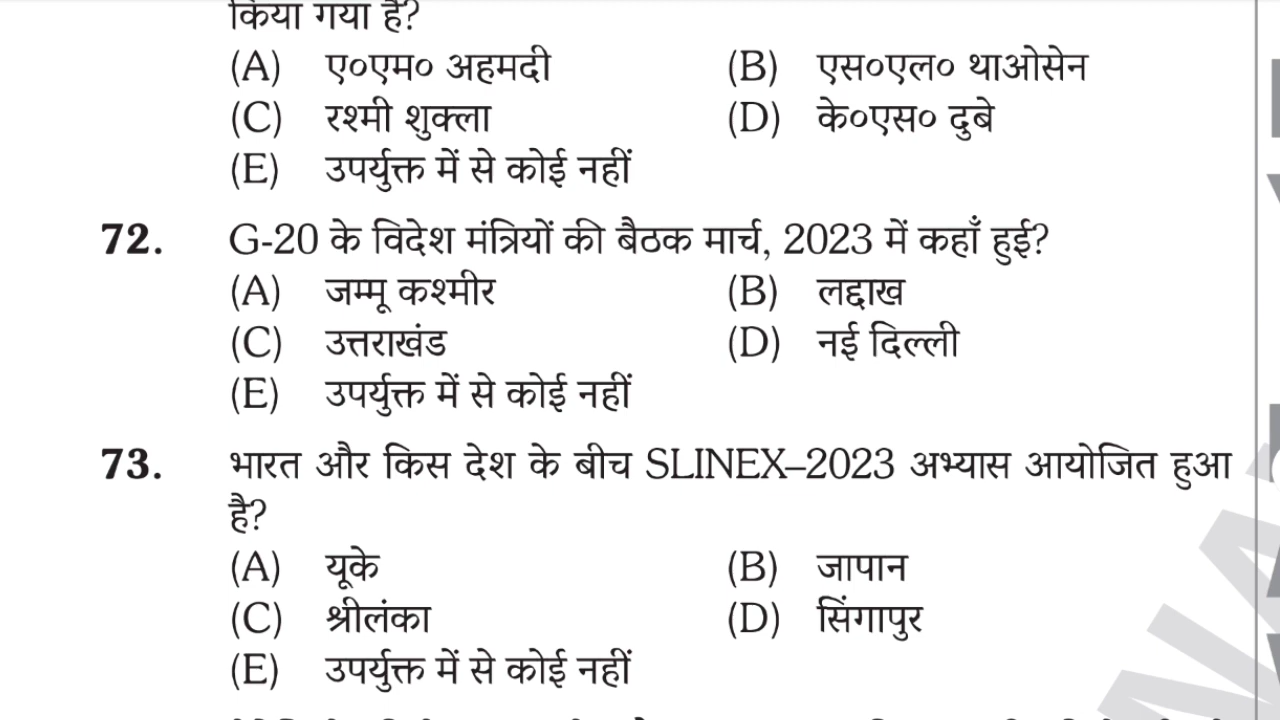 किया गया है?
(A) ए०एम० अहमदी (B) एस०एल० थाओसेन
(C) रश्मी शुक्ला (D) के०एस० दुबे
(E) उपर्युक्त में से कोई नहीं
72. G-20 के विदेश मंत्रियों की बैठक मार्च, 2023 में कहाँ हुई?
(A) जम्मू कश्मीर (B) लद्दाख
(C) उत्तराखंड (D) नई दिल्ली
(E) उपर्युक्त में से कोई नहीं
73. भारत और किस देश के बीच SLINEX–2023 अभ्यास आयोजित हुआ
है?
(A) यूके (B) जापान
(C) श्रीलंका (D) सिंगापुर
(E) उपर्युक्त में से कोई नहीं